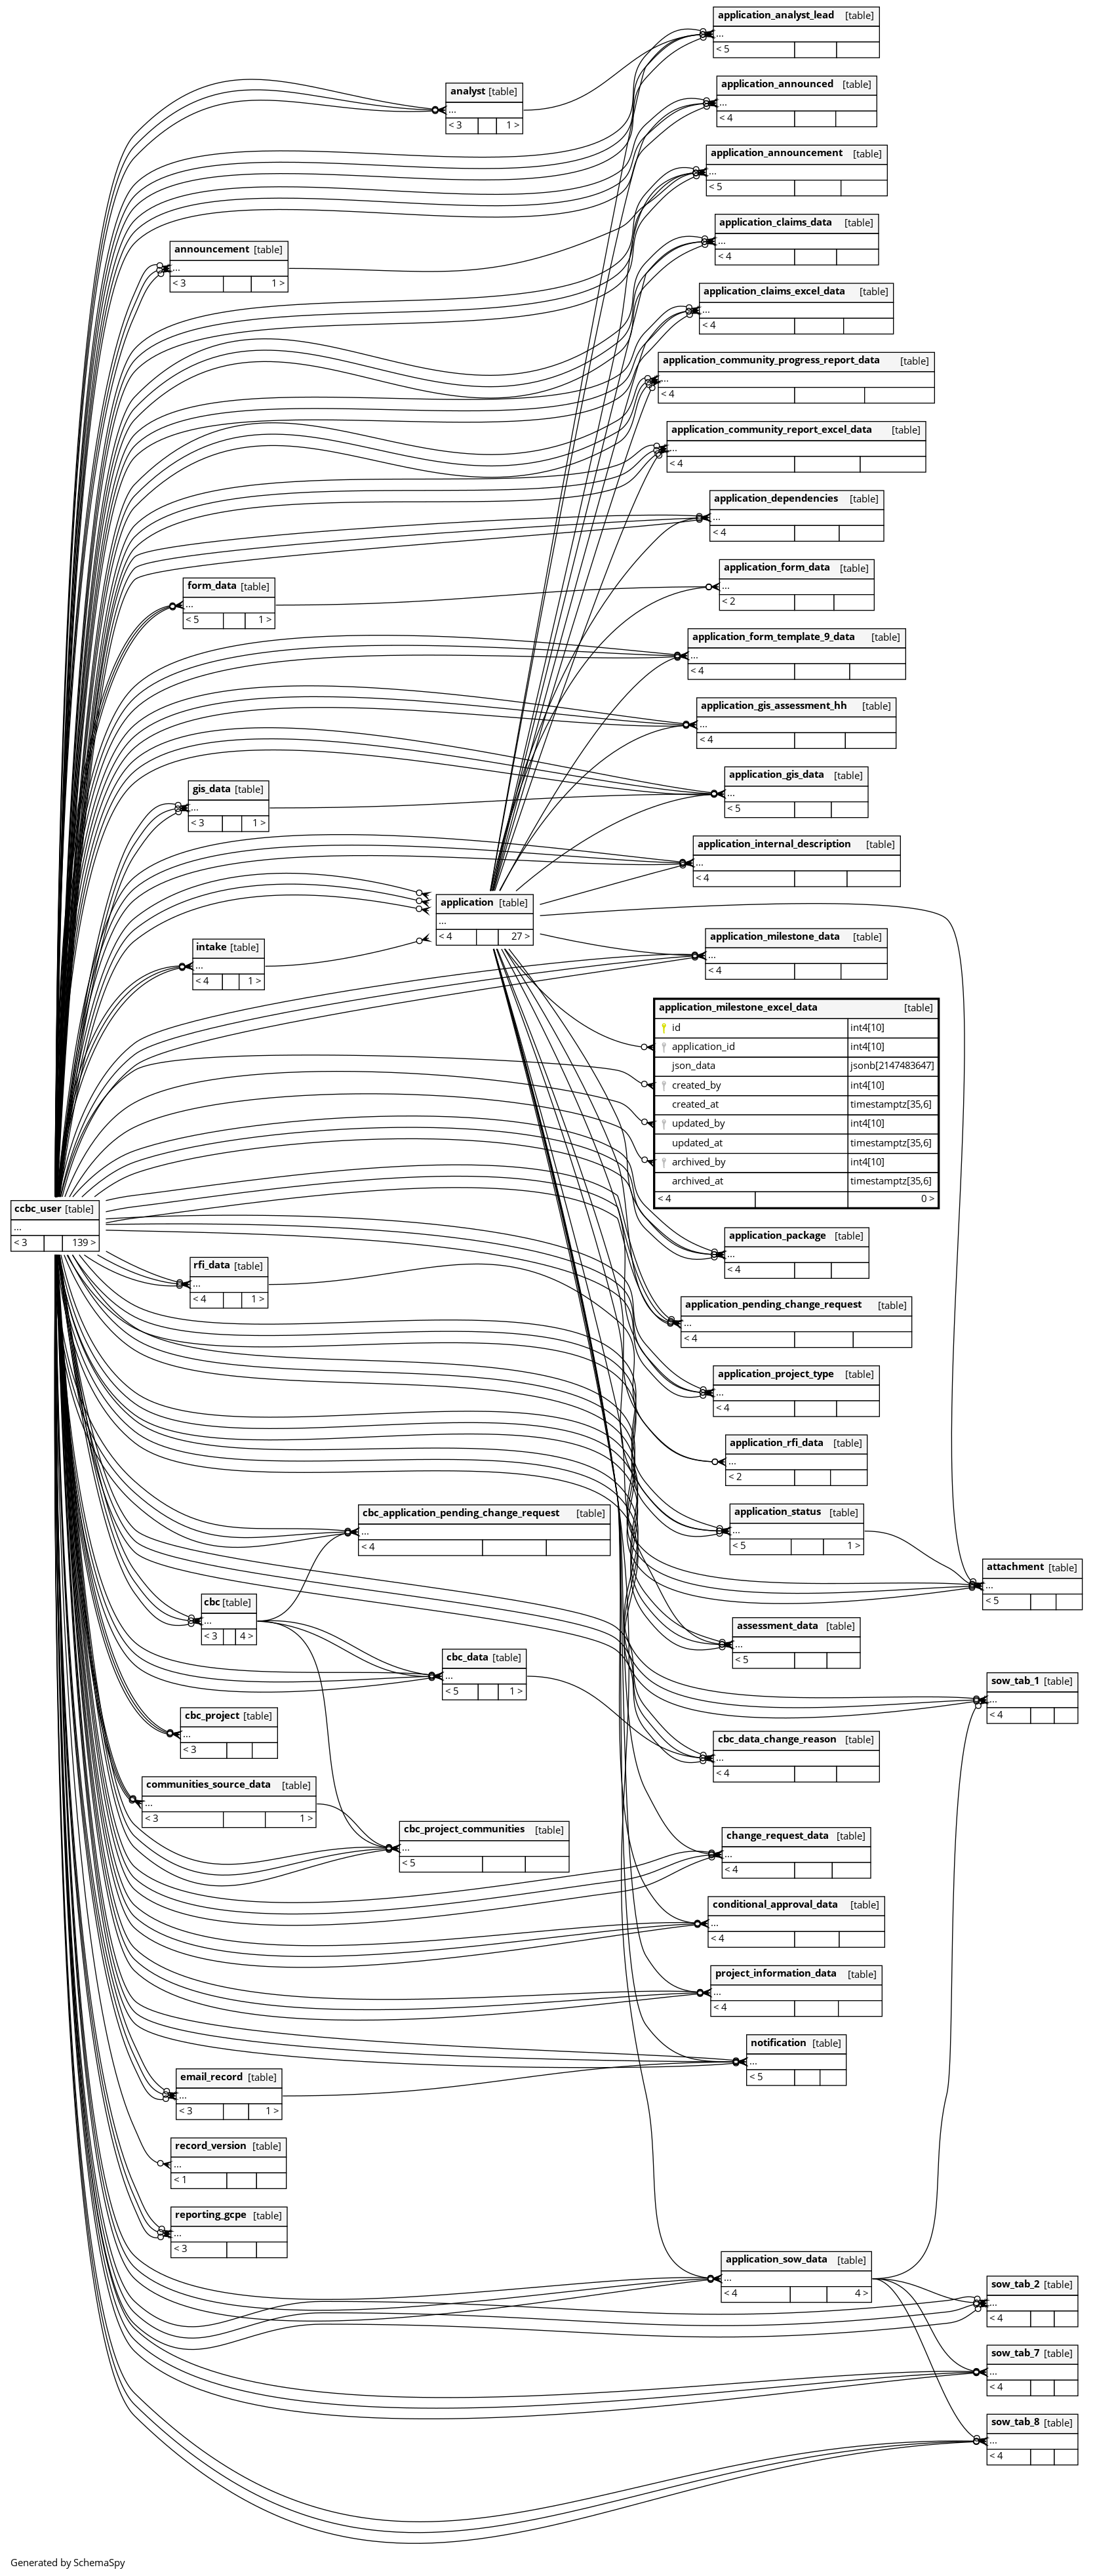 application_analyst_lead [table]
...
< 5
application_announced [table]
...
< 4
analyst [table]
...
< 3 1 >
application_announcement [table]
...
< 5
application_claims_data [table]
...
< 4
announcement [table]
...
< 3 1 >
application_claims_excel_data [table]
...
< 4
application_community_progress_report_data [table]
...
< 4
application_community_report_excel_data [table]
...
< 4
application_dependencies [table]
...
< 4
application_form_data [table]
...
< 2
form_data [table]
...
< 5 1 >
application_form_template_9_data [table]
...
< 4
application_gis_assessment_hh [table]
...
< 4
application_gis_data [table]
...
< 5
gis_data [table]
...
< 3 1 >
application_internal_description [table]
...
< 4
application [table]
...
< 4 27 >
application_milestone_data [table]
...
< 4
intake [table]
...
< 4 1 >
application_milestone_excel_data [table]
id int4[10]
application_id int4[10]
json_data jsonb[2147483647]
created_by int4[10]
created_at timestamptz[35,6]
updated_by int4[10]
updated_at timestamptz[35,6]
archived_by int4[10]
archived_at timestamptz[35,6]
< 4 0 >
ccbc_user [table]
...
< 3 139 >
application_package [table]
...
< 4
rfi_data [table]
...
< 4 1 >
application_pending_change_request [table]
...
< 4
application_project_type [table]
...
< 4
application_rfi_data [table]
...
< 2
cbc_application_pending_change_request [table]
...
< 4
application_status [table]
...
< 5 1 >
attachment [table]
...
< 5
cbc [table]
...
< 3 4 >
assessment_data [table]
...
< 5
cbc_data [table]
...
< 5 1 >
sow_tab_1 [table]
...
< 4
cbc_project [table]
...
< 3
cbc_data_change_reason [table]
...
< 4
communities_source_data [table]
...
< 3 1 >
cbc_project_communities [table]
...
< 5
change_request_data [table]
...
< 4
conditional_approval_data [table]
...
< 4
project_information_data [table]
...
< 4
notification [table]
...
< 5
email_record [table]
...
< 3 1 >
record_version [table]
...
< 1
reporting_gcpe [table]
...
< 3
application_sow_data [table]
...
< 4 4 >
sow_tab_2 [table]
...
< 4
sow_tab_7 [table]
...
< 4
sow_tab_8 [table]
...
< 4
Generated by SchemaSpy